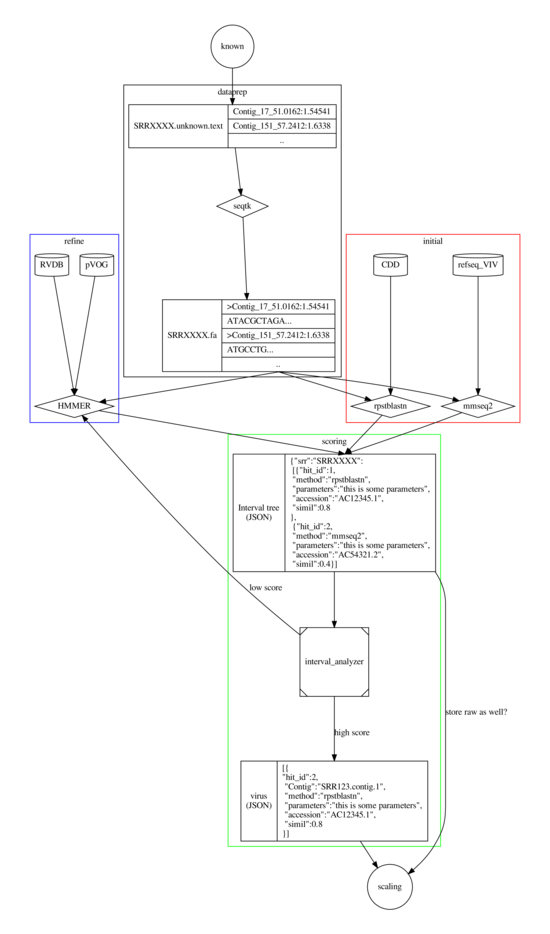 known
dataprep
SRRXXXX.unknown.text
Contig_17_51.0162:1.54541
Contig_151_57.2412:1.6338
..
seqtk
refine
RVDB
pVOG
initial
CDD
refseq_VIV
SRRXXXX.fa
>Contig_17_51.0162:1.54541
ATACGCTAGA...
>Contig_151_57.2412:1.6338
ATGCCTG...
..
HMMER
rpstblastn
mmseq2
scoring
Interval tree
(JSON)
{"srr":"SRRXXXX":
[{"hit_id":1,
"method":"rpstblastn",
"parameters":"this is some parameters",
"accession":"AC12345.1",
"simil":0.8
},
{"hit_id":2,
"method":"mmseq2",
"parameters":"this is some parameters",
"accession":"AC54321.2",
"simil":0.4}]
low score
interval_analyzer
store raw as well?
high score
virus
(JSON)
[{
"hit_id":2,
"Contig":"SRR123.contig.1",
"method":"rpstblastn",
"parameters":"this is some parameters",
"accession":"AC12345.1",
"simil":0.8
}]
scaling